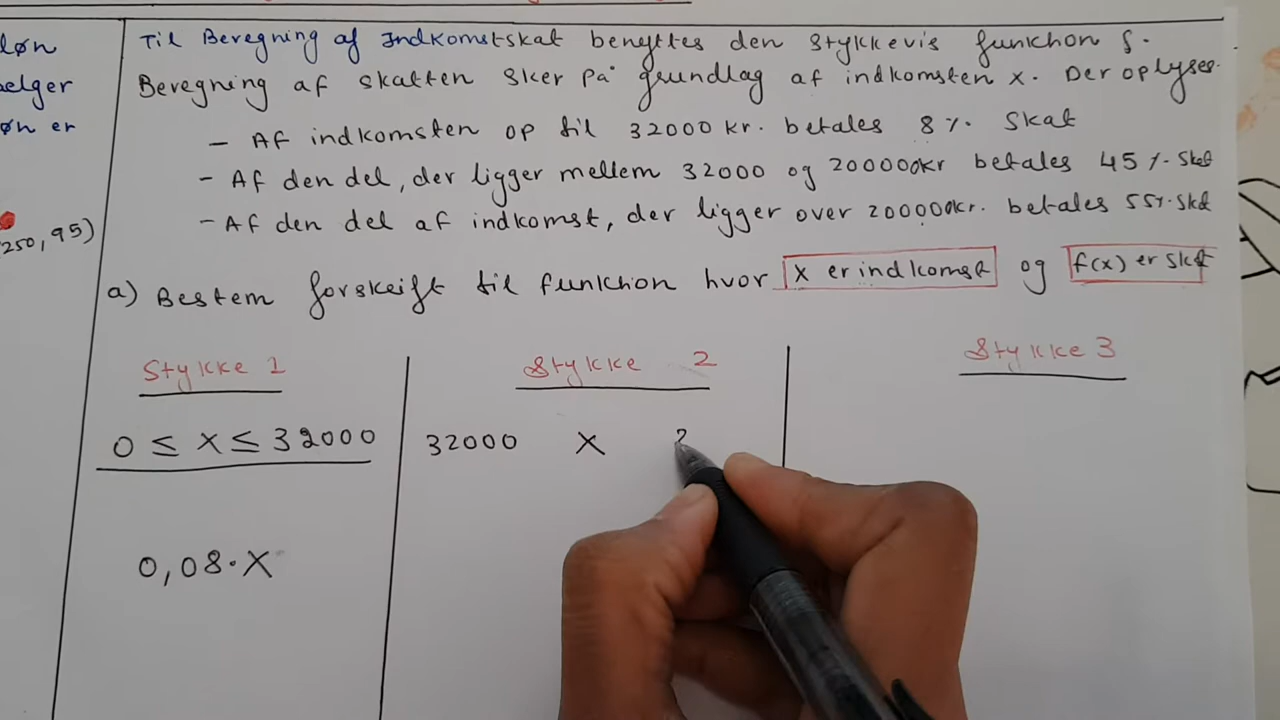 løn
ælger
øn er
250,95)
Til Beregning af Indkomstskat benyttes den stykkevis funktion f.
Beregning af skatten sker på grundlag af indkomsten x. Der oplyses.
- Af indkomsten op til 32000 kr. betales 8 % skat
- Af den del, der ligger mellem 32000 og 200000kr betales 45 %. skat
- Af den del af indkomst, der ligger over 200000kr. betales 55%. skat
a) Bestem forskrift til funktion hvor x er indkomst og f(x) er skat
Stykke 1 Stykke 2 Stykke 3
0 ≤ x ≤ 32000 32000 x 2
0,08·x